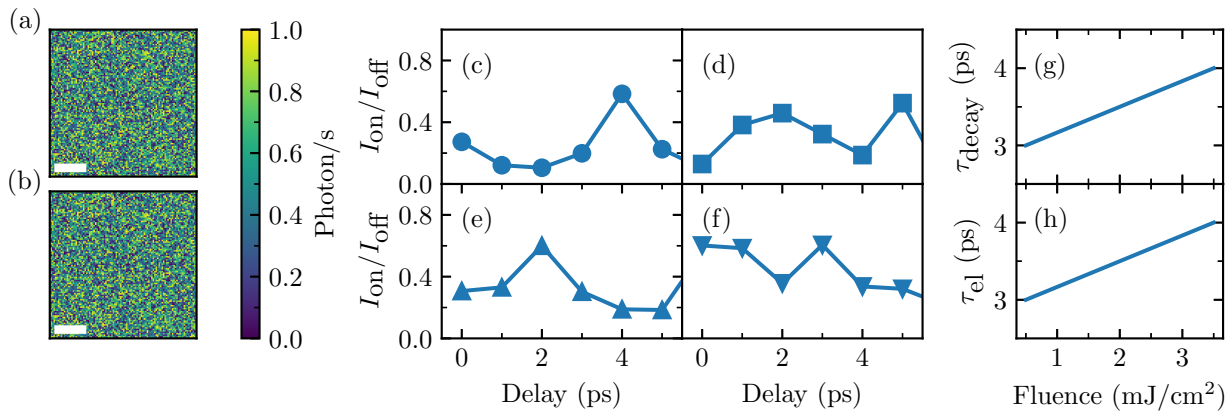 (a)
(b)
1.0
0.8
0.6
0.4
0.2
0.0
Photon/s
0.8
0.4
0.0
I_on/I_off
(c)
(d)
0.8
0.4
0.0
I_on/I_off
(e)
(f)
0 2 4
Delay (ps)
0 2 4
Delay (ps)
4
3
τ_decay (ps)
(g)
4
3
τ_el (ps)
(h)
1 2 3
Fluence (mJ/cm²)